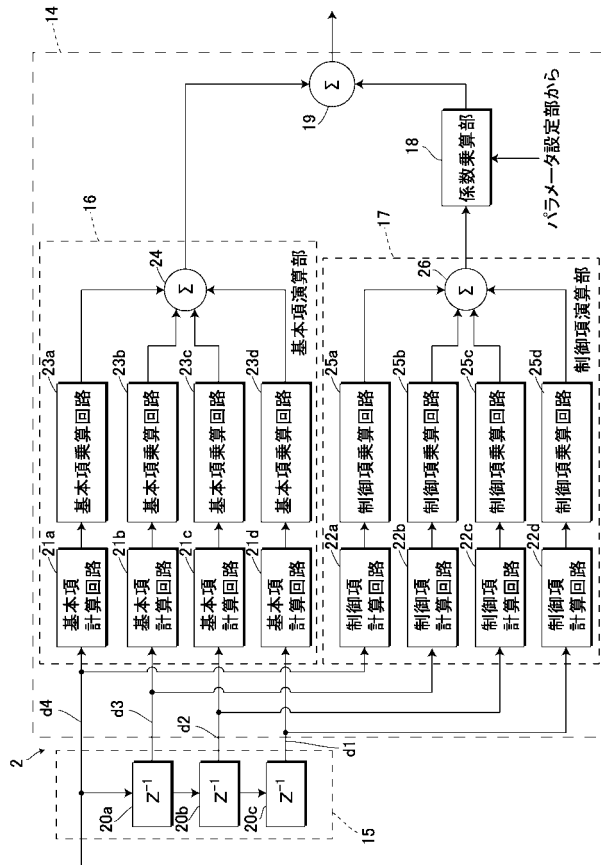 2
14
d4
d3
d2
d1
15
20a
Z⁻¹
20b
Z⁻¹
20c
Z⁻¹
16
21a
基本項
計算回路
21b
基本項
計算回路
21c
基本項
計算回路
21d
基本項
計算回路
23a
基本項乗算回路
23b
基本項乗算回路
23c
基本項乗算回路
23d
基本項乗算回路
24
Σ
基本項演算部
17
22a
制御項
計算回路
22b
制御項
計算回路
22c
制御項
計算回路
22d
制御項
計算回路
25a
制御項乗算回路
25b
制御項乗算回路
25c
制御項乗算回路
25d
制御項乗算回路
26
Σ
制御項演算部
18
係数乗算部
パラメータ設定部から
19
Σ